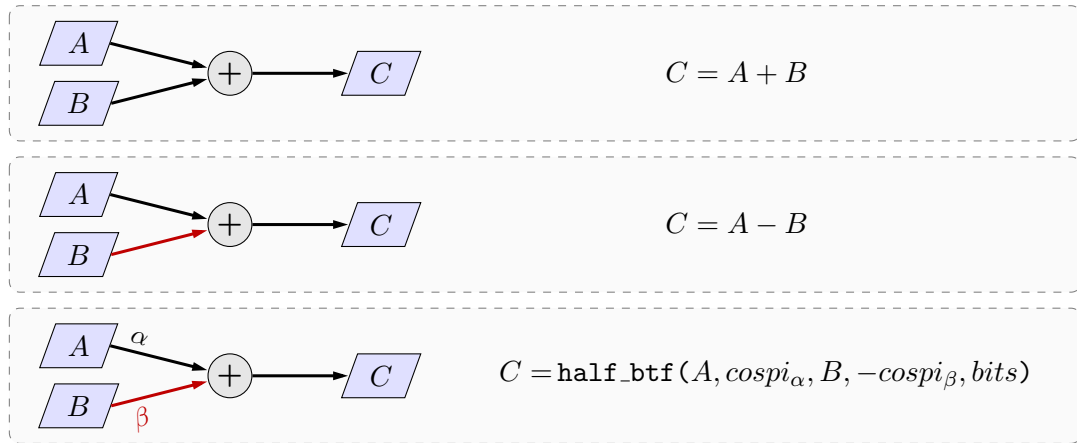 A
B
+
C
C = A + B
A
B
+
C
C = A − B
A
B
α
β
+
C
C = half_btf(A, cospi_α, B, −cospi_β, bits)